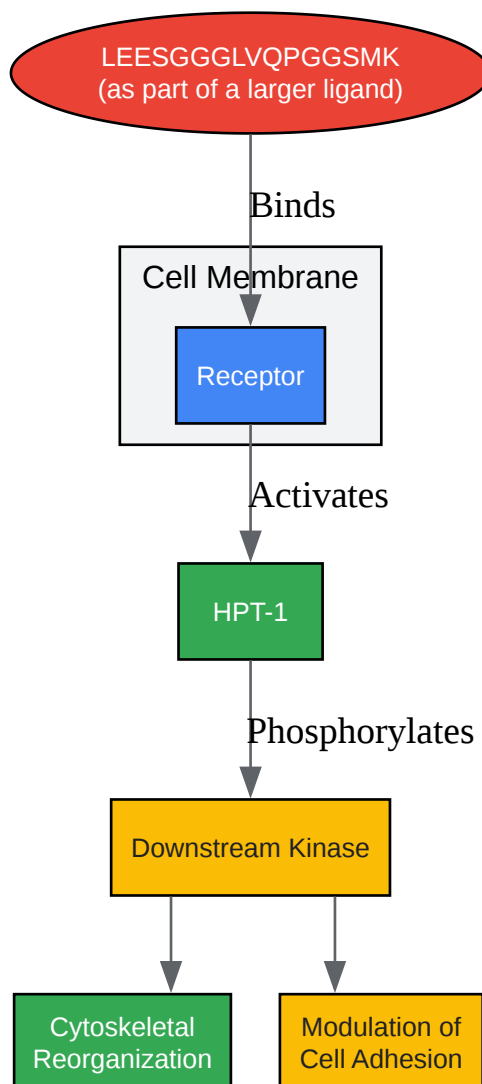 LEESGGGLVQPGGSMK
(as part of a larger ligand)
Binds
Cell Membrane
Receptor
Activates
HPT-1
Phosphorylates
Downstream Kinase
Cytoskeletal
Reorganization
Modulation of
Cell Adhesion